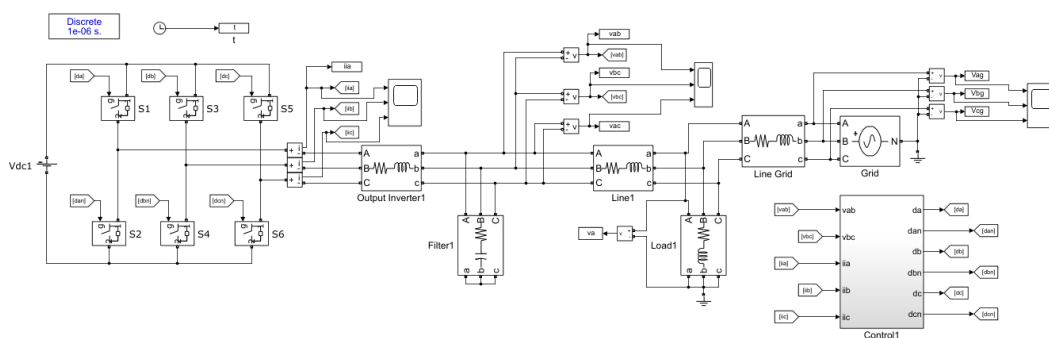 Discrete
1e-06 s.
t
t
[da]
[db]
[dc]
g
S1
g
S3
g
S5
Vdc1
[dan]
[dbn]
[dcn]
g
S2
g
S4
g
S6
iia
[iia]
[iib]
[iic]
+ i
-
+ i
-
+ i
-
A a
B b
C c
Output Inverter1
A B C
Filter1
a b c
+
- v
vab
[vab]
+
- v
vbc
[vbc]
+
- v
vac
A a
B b
C c
Line1
va
v
+
-
A B C
Load1
a b c
A a
B b
C c
Line Grid
A
B
C
+
N
Grid
+
- v
Vag
+
- v
Vbg
+
- v
Vcg
[vab]
[vbc]
[iia]
[iib]
[iic]
vab
vbc
iia
iib
iic
da
dan
db
dbn
dc
dcn
[da]
[dan]
[db]
[dbn]
[dc]
[dcn]
Control1